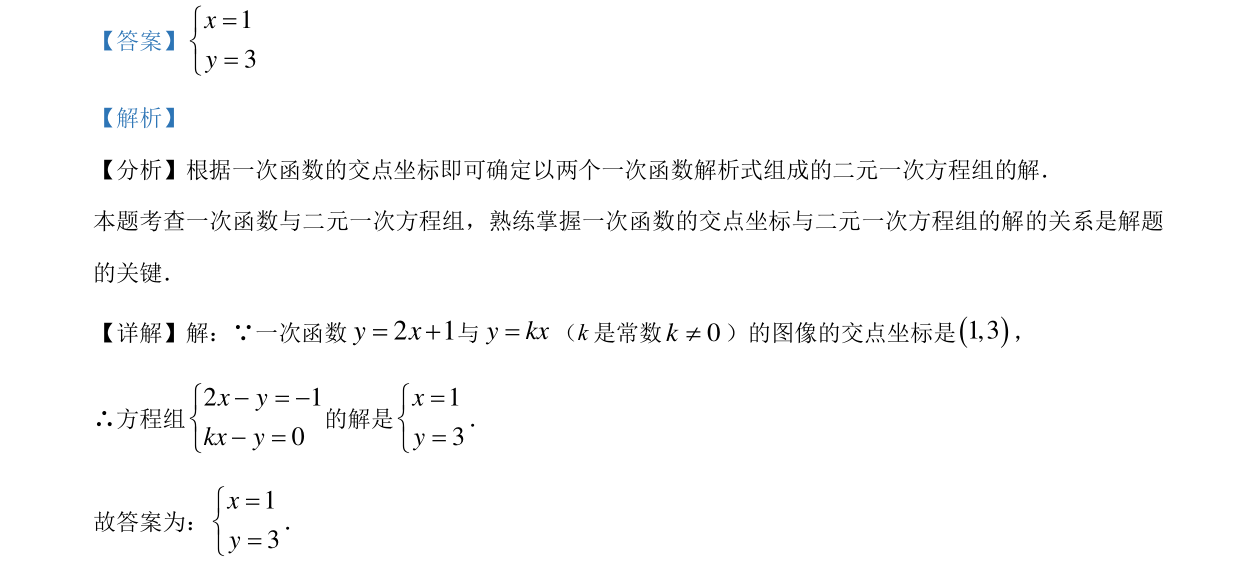 【答案】{x=1
y=3
【解析】
【分析】根据一次函数的交点坐标即可确定以两个一次函数解析式组成的二元一次方程组的解．
本题考查一次函数与二元一次方程组，熟练掌握一次函数的交点坐标与二元一次方程组的解的关系是解题
的关键．
【详解】解：∵一次函数 y=2x+1与 y=kx（k 是常数k≠0）的图像的交点坐标是(1,3)，
∴方程组{2x−y=−1 kx−y=0 的解是{x=1 y=3．
故答案为：{x=1 y=3．